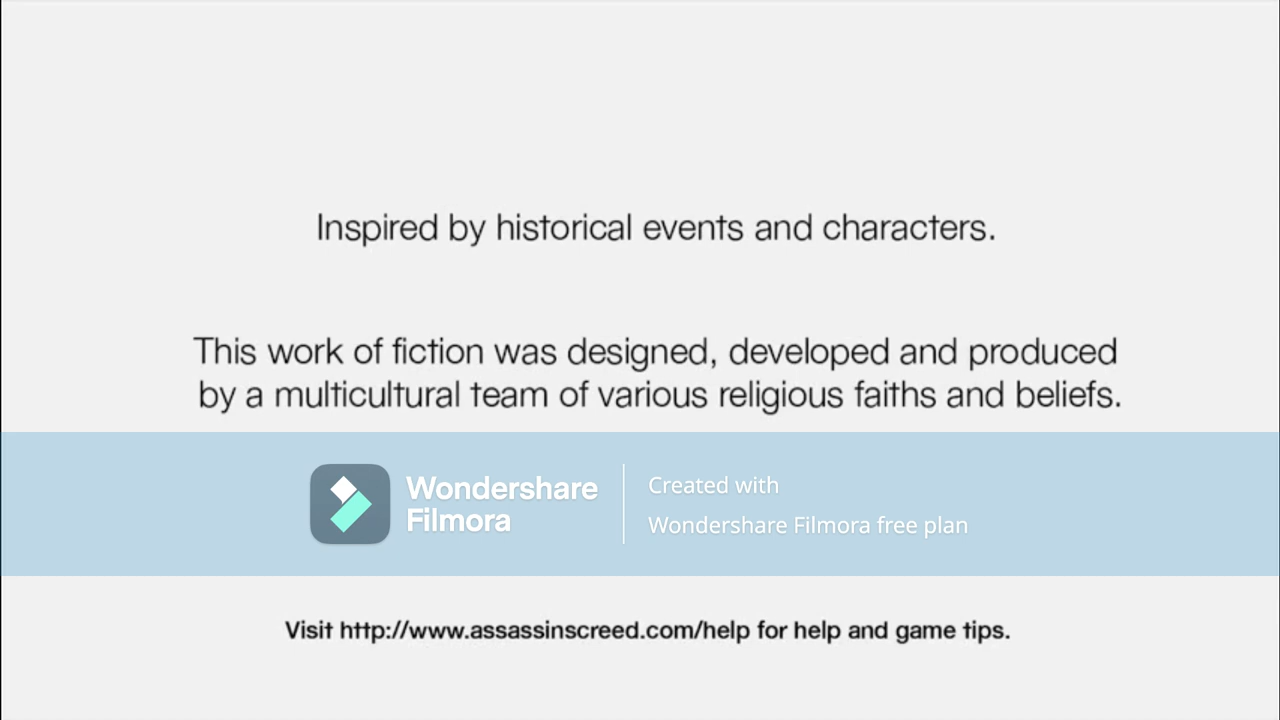 Inspired by historical events and characters.
This work of fiction was designed, developed and produced
by a multicultural team of various religious faiths and beliefs.
Wondershare
Filmora
Created with
Wondershare Filmora free plan
Visit http://www.assassinscreed.com/help for help and game tips.